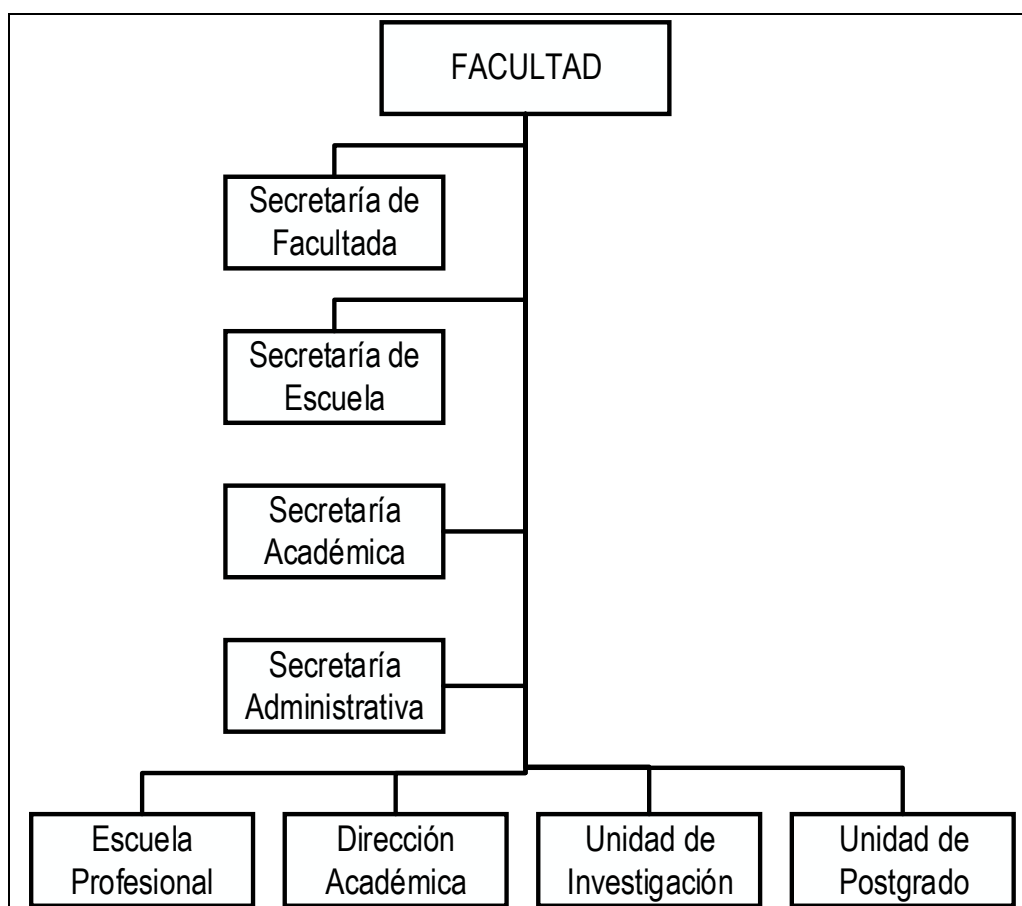 FACULTAD
Secretaría de
Facultada
Secretaría de
Escuela
Secretaría
Académica
Secretaría
Administrativa
Escuela
Profesional
Dirección
Académica
Unidad de
Investigación
Unidad de
Postgrado